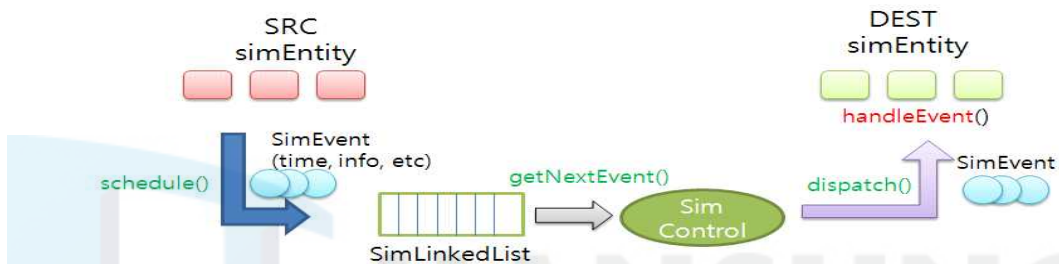 SRC
simEntity
DEST
simEntity
handleEvent()
SimEvent
(time, info, etc)
schedule()
getNextEvent()
dispatch()
SimEvent
Sim
Control
SimLinkedList